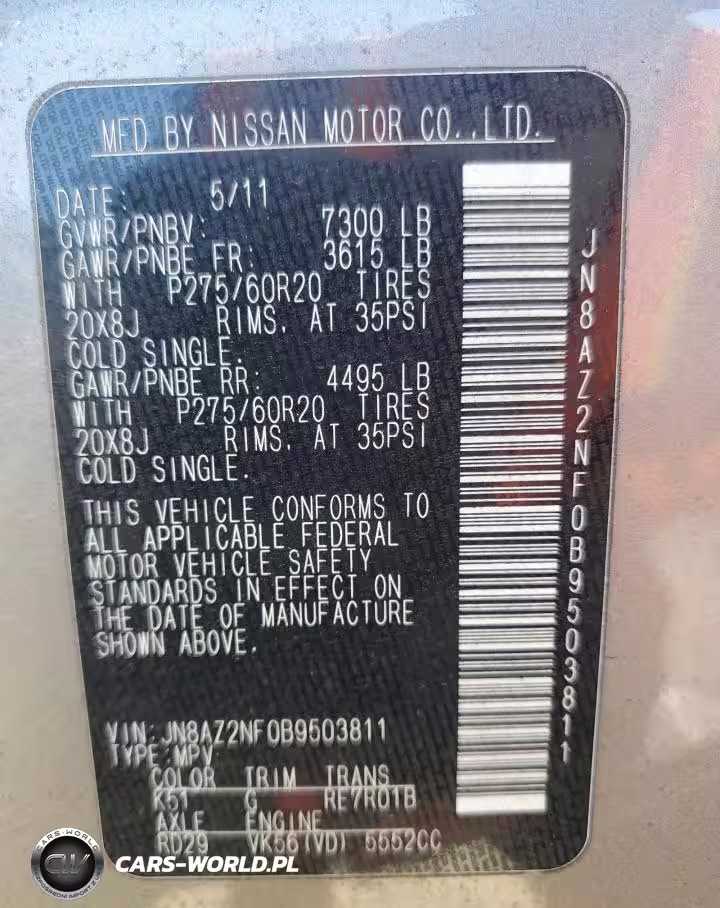 MFD BY NISSAN MOTOR CO.,LTD.
DATE: 5/11
GVWR/PNBV: 7300 LB
GAWR/PNBE FR: 3615 LB
WITH P275/60R20 TIRES
20X8J RIMS. AT 35PSI
COLD SINGLE.
GAWR/PNBE RR: 4495 LB
WITH P275/60R20 TIRES
20X8J RIMS. AT 35PSI
COLD SINGLE.
THIS VEHICLE CONFORMS TO
ALL APPLICABLE FEDERAL
MOTOR VEHICLE SAFETY
STANDARDS IN EFFECT ON
THE DATE OF MANUFACTURE
SHOWN ABOVE.
VIN:JN8AZ2NF0B9503811
TYPE:MPV
COLOR TRIM TRANS
K51 G RE7R01B
AXLE ENGINE
RD29 VK56(VD) 5552CC
JN8AZ2NF0B9503811
CARS-WORLD
CW
CARS-WORLD.PL